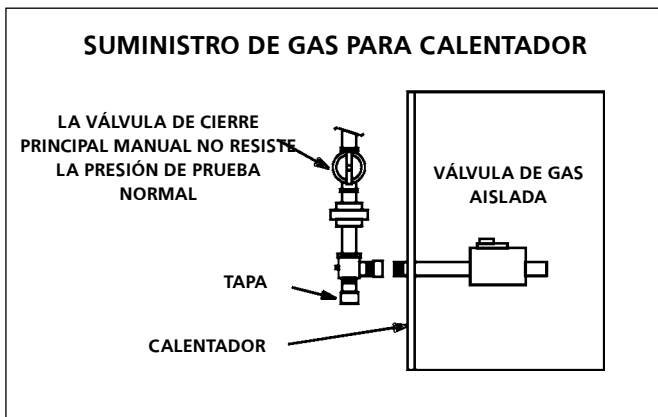 SUMINISTRO DE GAS PARA CALENTADOR
LA VÁLVULA DE CIERRE
PRINCIPAL MANUAL NO RESISTE
LA PRESIÓN DE PRUEBA
NORMAL
VÁLVULA DE GAS
AISLADA
TAPA
CALENTADOR